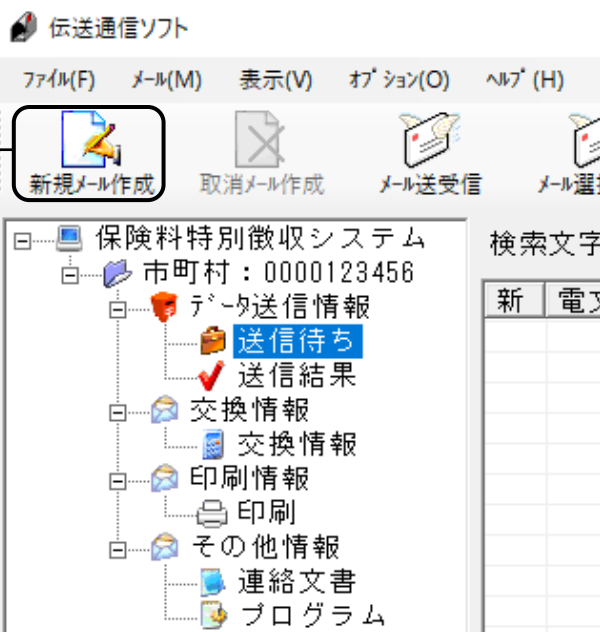 伝送通信ソフト
ファイル(F) メール(M) 表示(V) オプション(O) ヘルプ(H)
新規メール作成 取消メール作成 メール送受信 メール選
保険料特別徴収システム
検索文字
市町村：0000123456
データ送信情報
新 電文
送信待ち
送信結果
交換情報
交換情報
印刷情報
印刷
その他情報
連絡文書
プログラム